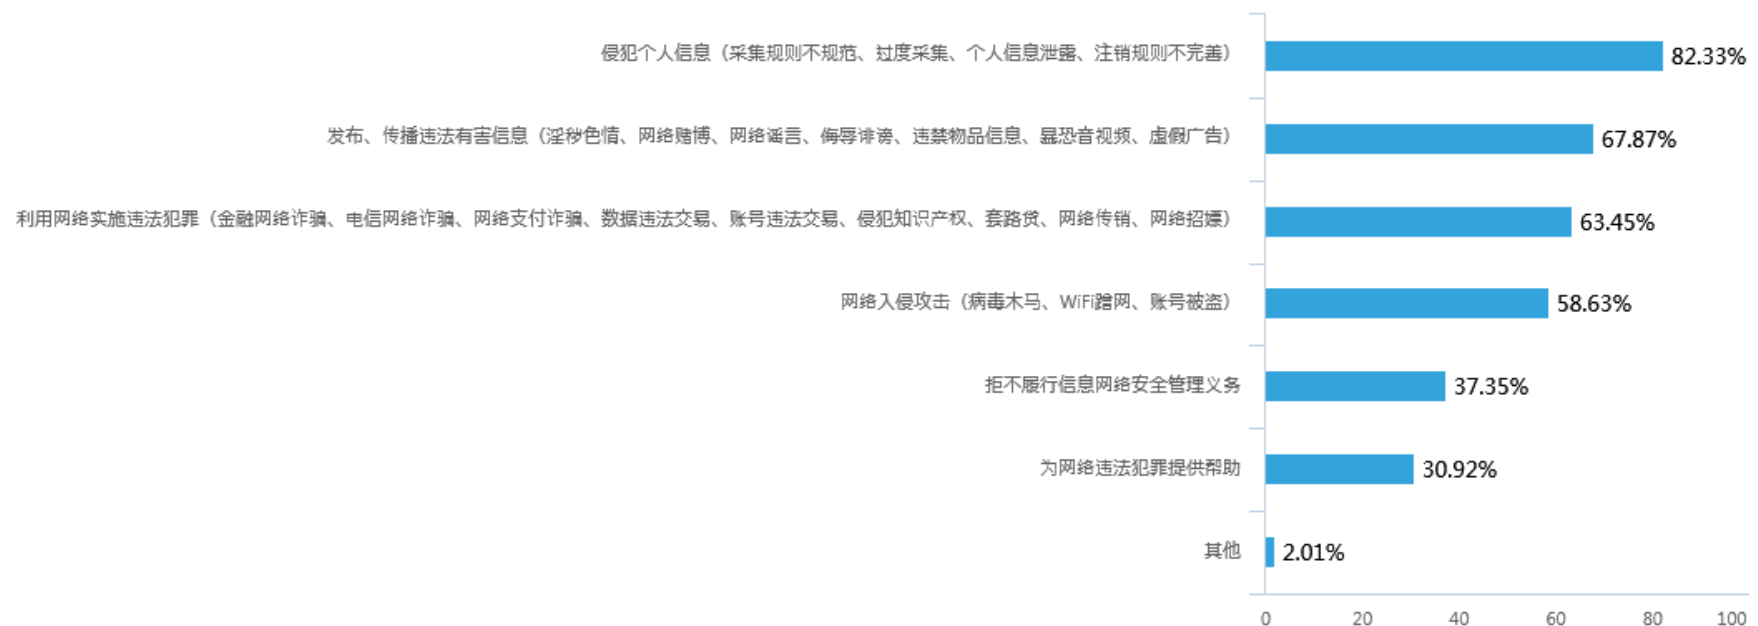 侵犯个人信息（采集规则不规范、过度采集、个人信息泄露、注销规则不完善）
82.33%
发布、传播违法有害信息（淫秽色情、网络赌博、网络谣言、侮辱诽谤、违禁物品信息、暴恐音视频、虚假广告）
67.87%
利用网络实施违法犯罪（金融网络诈骗、电信网络诈骗、网络支付诈骗、数据违法交易、账号违法交易、侵犯知识产权、套路贷、网络传销、网络招嫖）
63.45%
网络入侵攻击（病毒木马、WiFi蹭网、账号被盗）
58.63%
拒不履行信息网络安全管理义务
37.35%
为网络违法犯罪提供帮助
30.92%
其他
2.01%
0 20 40 60 80 100